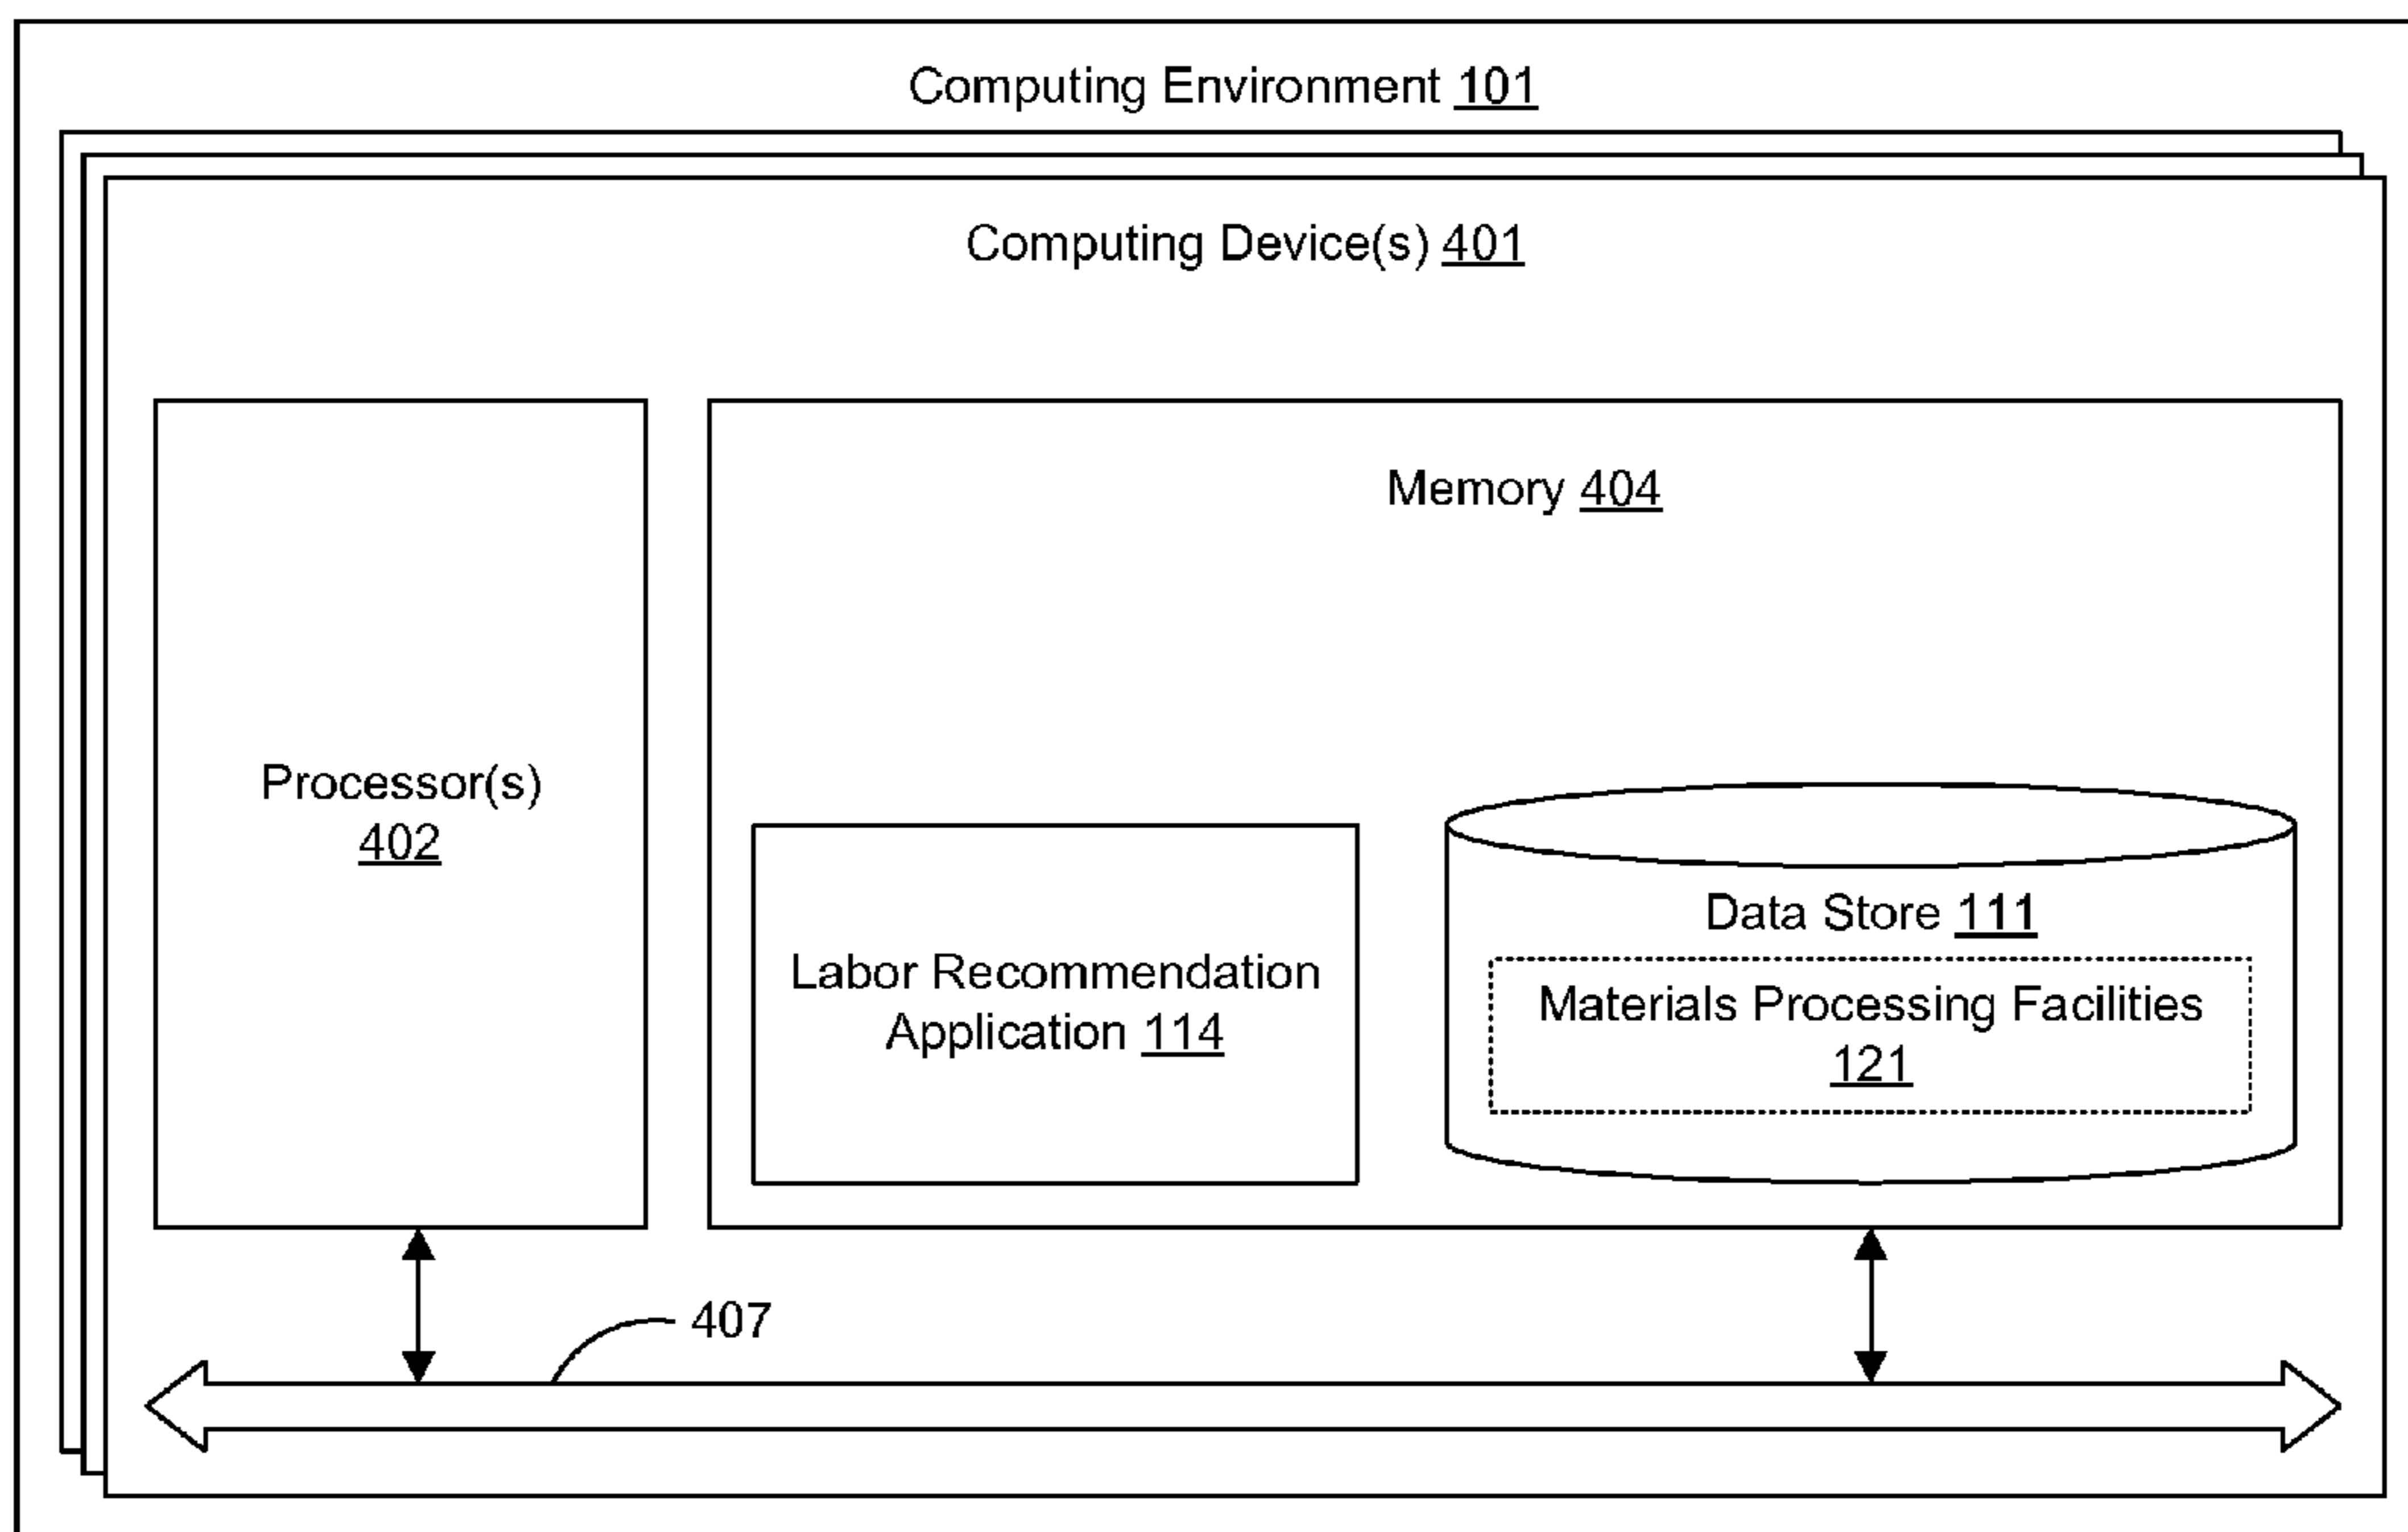 Computing Environment 101
Computing Device(s) 401
Memory 404
Processor(s)
402
Labor Recommendation
Application 114
Data Store 111
Materials Processing Facilities
121
407